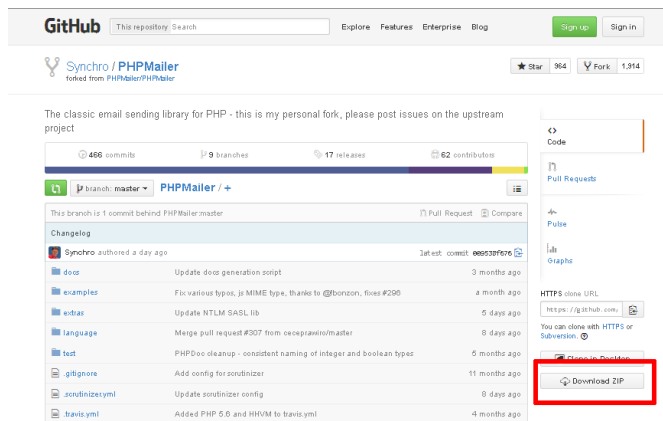 GitHub This repository Search Explore Features Enterprise Blog Sign up Sign in
Synchro / PHPMailer
forked from PHPMailer/PHPMailer
Star 964 Fork 1,914
The classic email sending library for PHP - this is my personal fork, please post issues on the upstream
project
466 commits 9 branches 17 releases 62 contributors
branch: master PHPMailer / +
This branch is 1 commit behind PHPMailer:master Pull Request Compare
Changelog
Synchro authored a day ago latest commit
docs Update docs generation script 3 months ago
examples Fix various typos, js MIME type, thanks to @fbonzon, fixes #296 a month ago
extras Update NTLM SASL lib 5 days ago
language Merge pull request #307 from ceceprawiro/master 8 days ago
test PHPDoc cleanup - consistent naming of integer and boolean types 5 months ago
.gitignore Add config for scrutinizer 11 months ago
.scrutinizer.yml Update scrutinizer config 8 days ago
.travis.yml Added PHP 5.6 and HHVM to travis.yml 4 months ago
Code
Pull Requests
Pulse
Graphs
HTTPS clone URL
https://github.com/
You can clone with HTTPS or
Subversion.
Clone in Desktop
Download ZIP